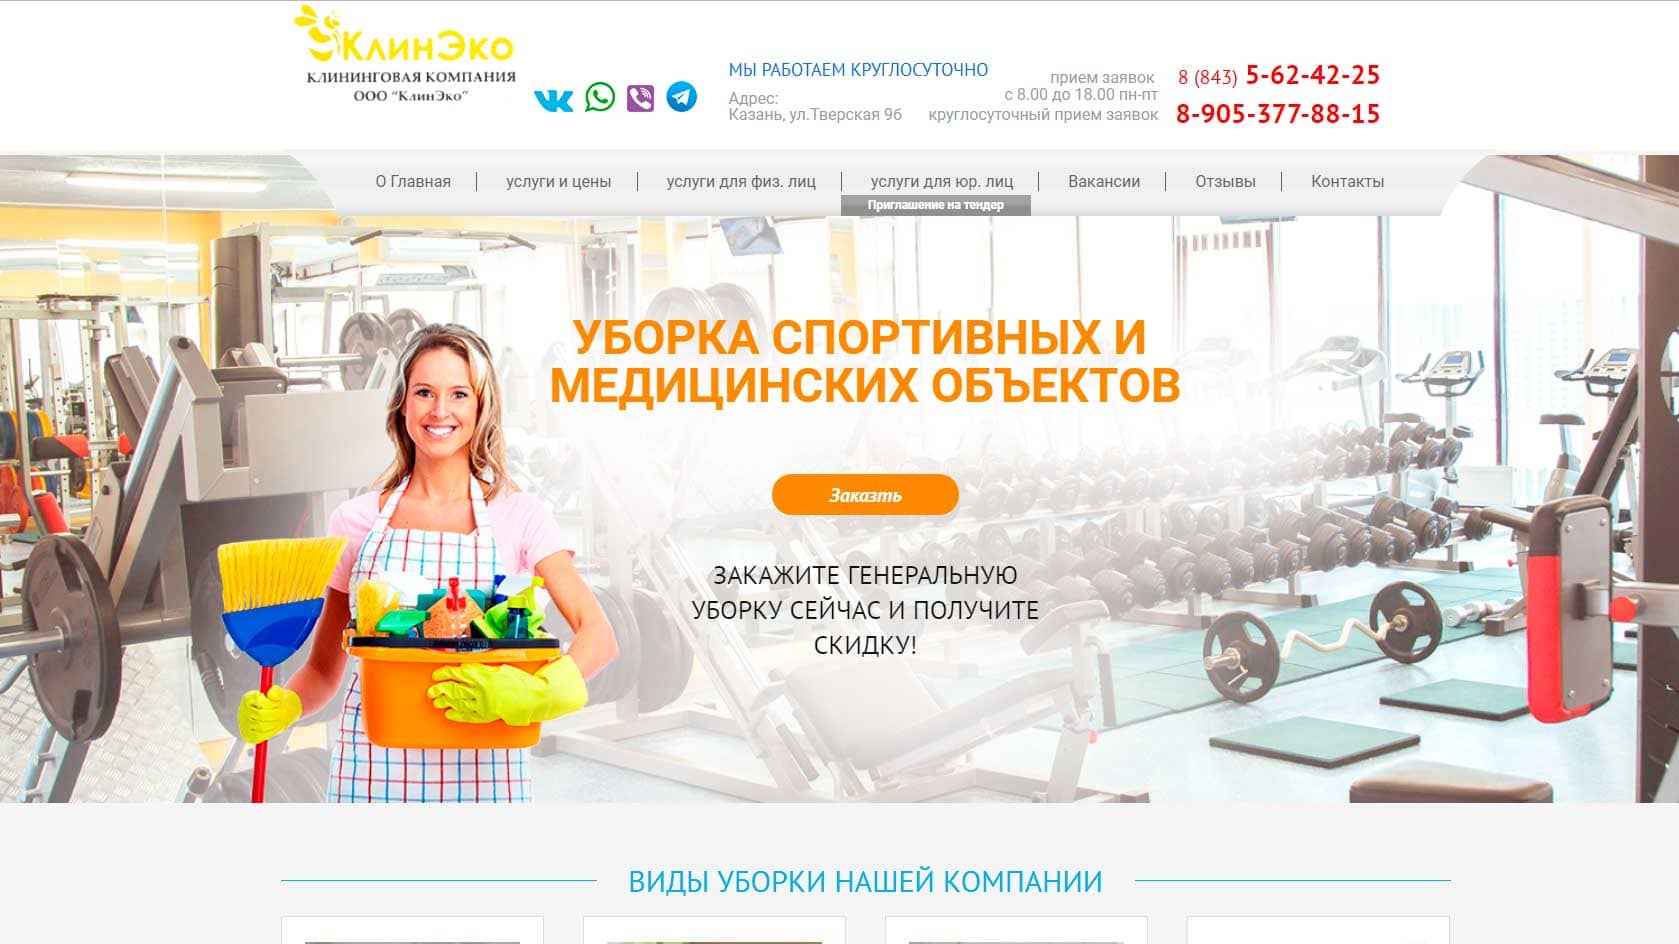 КлинЭко
КЛИНИНГОВАЯ КОМПАНИЯ
ООО "КлинЭко"
МЫ РАБОТАЕМ КРУГЛОСУТОЧНО
Адрес:
Казань, ул.Тверская 9б
прием заявок 8 (843) 5-62-42-25
с 8.00 до 18.00 пн-пт
круглосуточный прием заявок 8-905-377-88-15
О Главная
услуги и цены
услуги для физ. лиц
услуги для юр. лиц
Вакансии
Отзывы
Контакты
Приглашение на тендер
УБОРКА СПОРТИВНЫХ И
МЕДИЦИНСКИХ ОБЪЕКТОВ
Заказть
ЗАКАЖИТЕ ГЕНЕРАЛЬНУЮ
УБОРКУ СЕЙЧАС И ПОЛУЧИТЕ
СКИДКУ!
ВИДЫ УБОРКИ НАШЕЙ КОМПАНИИ